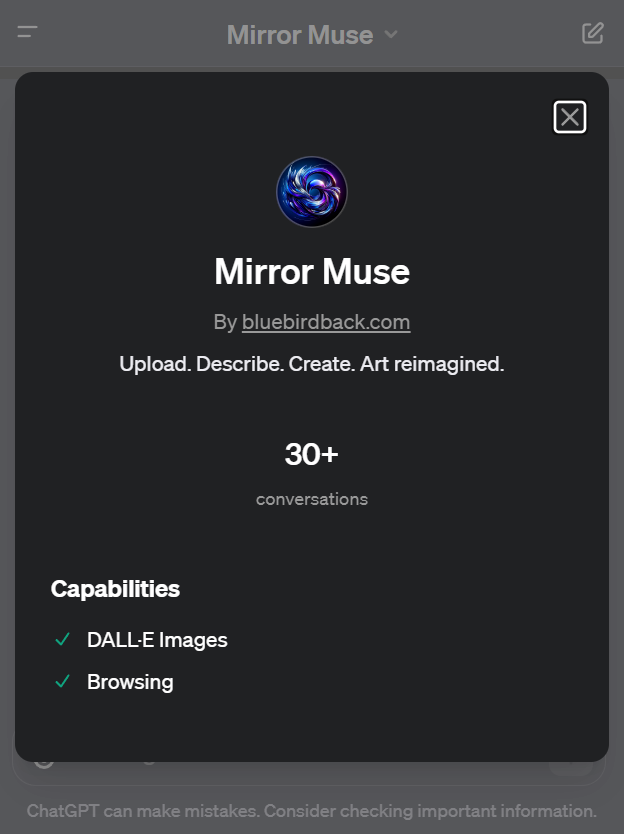 Mirror Muse
Mirror Muse
By bluebirdback.com
Upload. Describe. Create. Art reimagined.
30+
conversations
Capabilities
DALL·E Images
Browsing
ChatGPT can make mistakes. Consider checking important information.